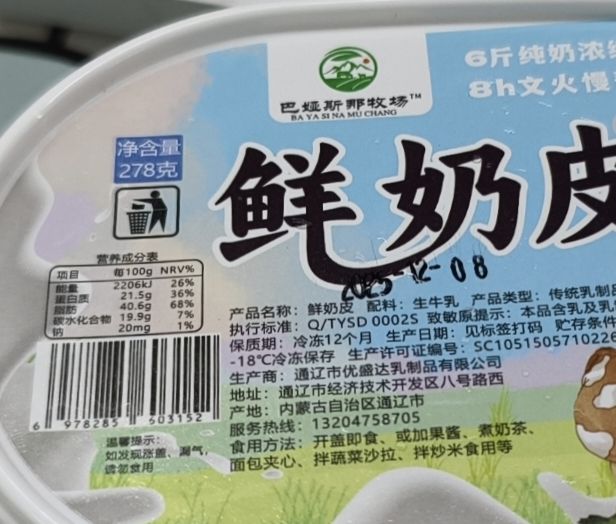 6斤纯奶浓
8h文火慢
巴娅斯那牧场™
BA YA SI NA MU CHANG
净含量
278克
鲜奶皮
2025-12-08
营养成分表
项目 每100g NRV%
能量 2206kJ 26%
蛋白质 21.5g 36%
脂肪 40.6g 68%
碳水化合物 19.9g 7%
钠 20mg 1%
6 978285 603152
温馨提示：
如发现涨盖、漏气，
请勿食用
产品名称：鲜奶皮 配料：生牛乳 产品类型：传统乳制品
执行标准：Q/TYSD 0002S 致敏原提示：本品含乳及乳
保质期：冷冻12个月 生产日期：见标签打码 贮存条件
-18℃冷冻保存 生产许可证编号：SC1051505710226
生产商：通辽市优盛达乳制品有限公司
地址：通辽市经济技术开发区八号路西
产地：内蒙古自治区通辽市
服务热线：13204758705
食用方法：开盖即食、或加果酱、煮奶茶、
面包夹心、拌蔬菜沙拉、拌炒米食用等